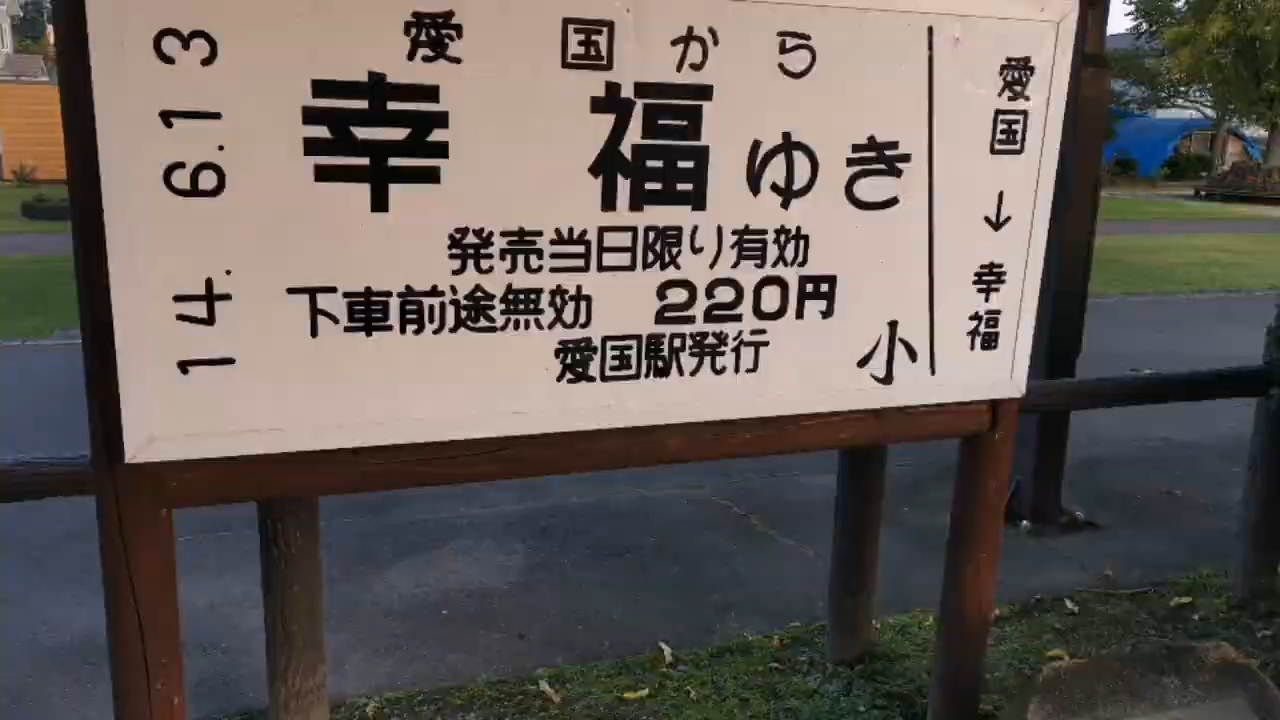 14.6.13
愛国から
幸福ゆき
発売当日限り有効
下車前途無効 220円
愛国駅発行
小
愛国→幸福